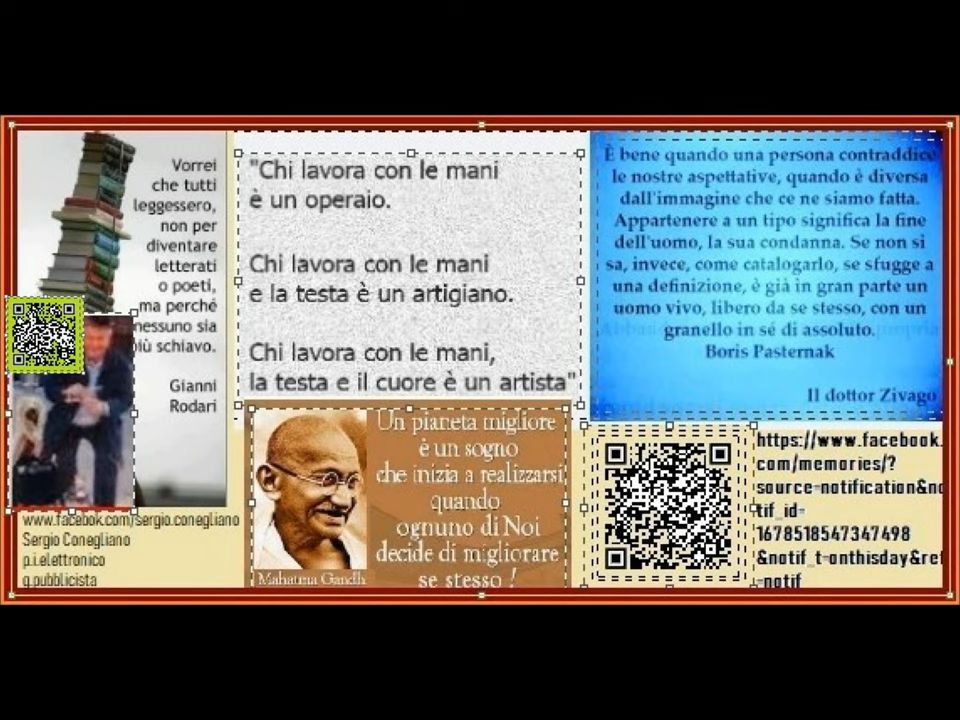 Vorrei
che tutti
leggessero,
non per
diventare
letterati
o poeti,
ma perché
nessuno sia
più schiavo.
Gianni
Rodari
www.facebok.com/sergio.conegliano
Sergio Conegliano
p.i.elettronico
g.pubblicista
"Chi lavora con le mani
è un operaio.
Chi lavora con le mani
e la testa è un artigiano.
Chi lavora con le mani,
la testa e il cuore è un artista"
Mahatma Gandhi
Un pianeta migliore
è un sogno
che inizia a realizzarsi
quando
ognuno di Noi
decide di migliorare
se stesso !
È bene quando una persona contraddice
le nostre aspettative, quando è diversa
dall'immagine che ce ne siamo fatta.
Appartenere a un tipo significa la fine
dell'uomo, la sua condanna. Se non si
sa, invece, come catalogarlo, se sfugge a
una definizione, è già in gran parte un
uomo vivo, libero da se stesso, con un
granello in sé di assoluto.
Boris Pasternak
Il dottor Zivago
https://www.facebook.
com/memories/?
source=notification&no
tif_id=
1678518547347498
&notif_t=onthisday&ref
=notif